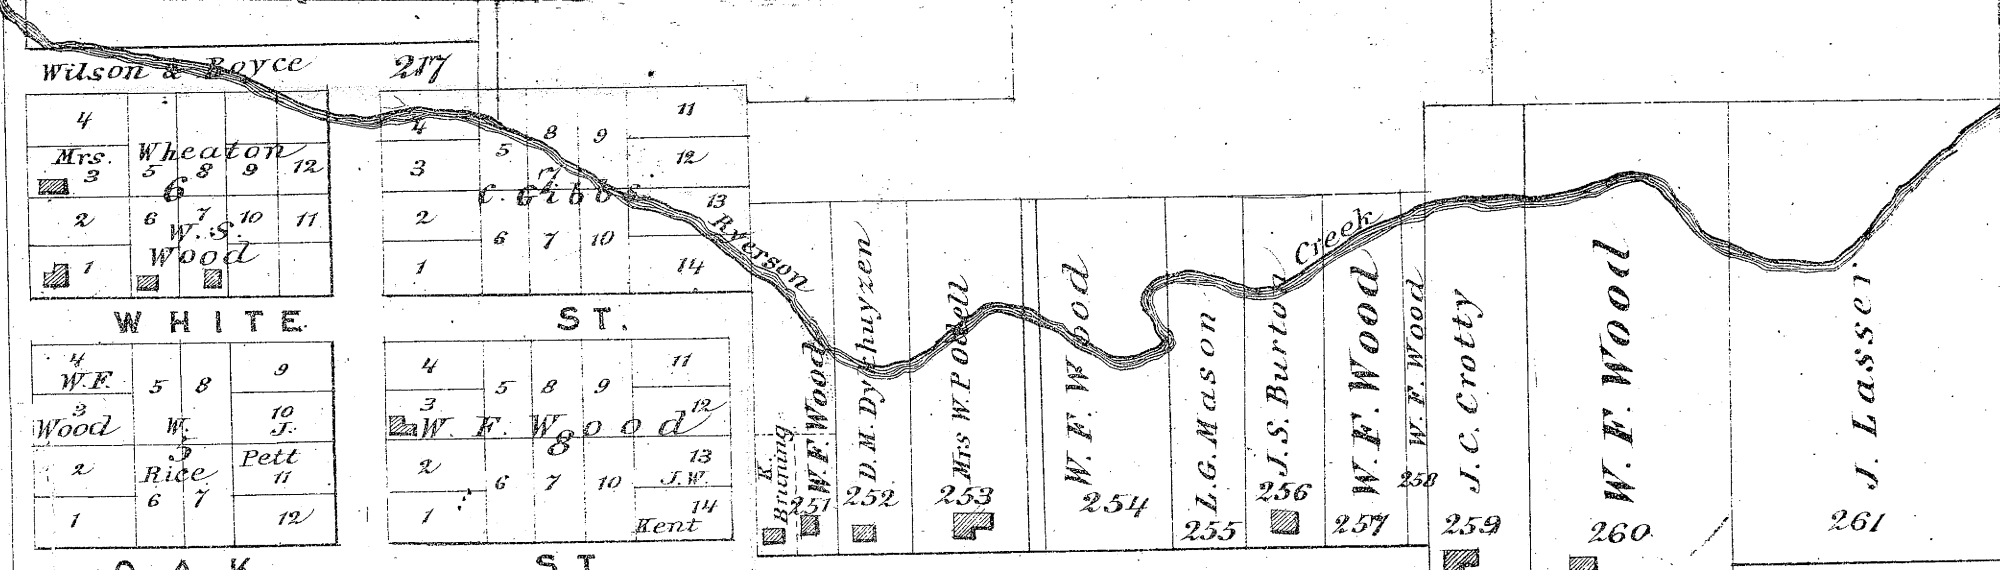 Wilson & Royce 217
4
Mrs. Wheaton
3 5 8 9 12
6
2 6 7 10 11
W. S.
Wood
1
4 8 9 11
5
3 12
7
C. Gibbs
13
2
6 7 10
1 14
Ryerson
Creek
WHITE ST.
4
W.F.
5 8 9
3 10
Wood W. J.
3
2 Rice Pett
11
6 7
1 12
4 11
5 8 9
3 12
W. F. Wood
8
13
2 J.W.
6 7 10
14
1 Kent
K.
Bruning
W.F. Wood
251
D. M. Dythuyzen
252
Mrs W. Podell
253
W. F. Wood
254
L.G. Mason
255
J.S. Burton
256
W.F. Wood
257
W. F. Wood
258
J.C. Crotty
259
W. F. Wood
260
J. Lasser
261
OAK ST